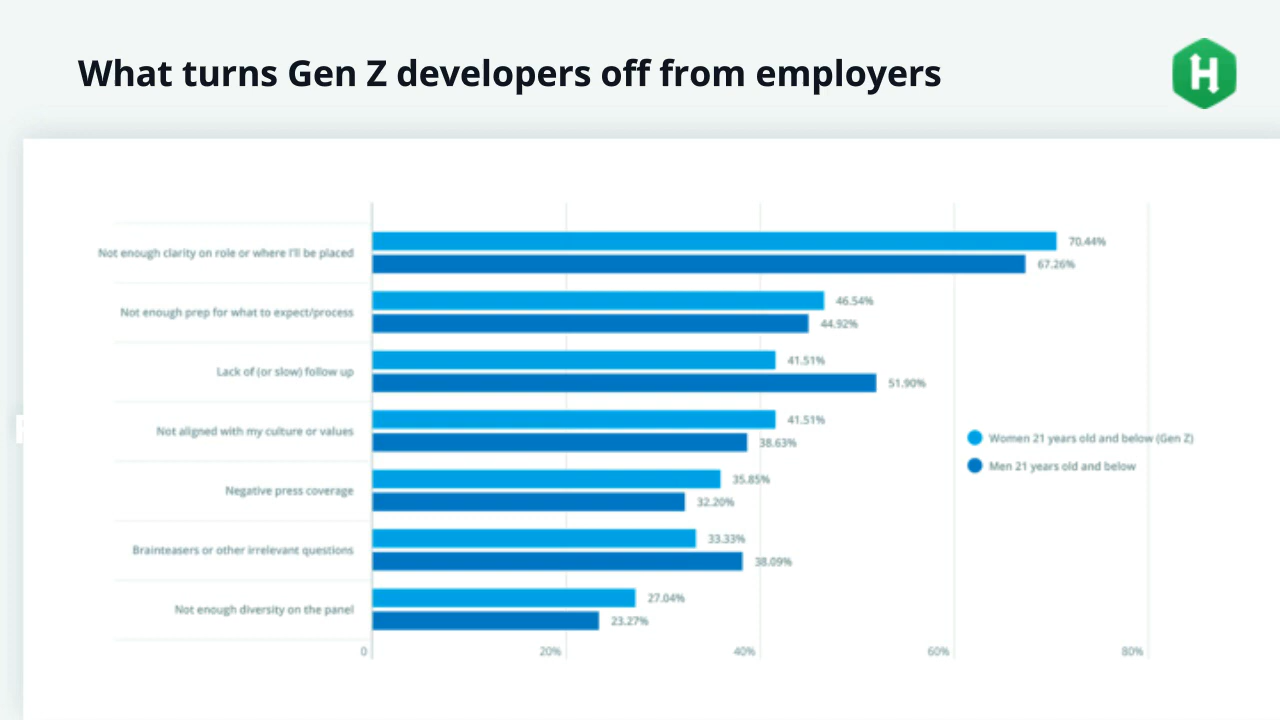 What turns Gen Z developers off from employers
H
Not enough clarity on role or where I'll be placed
70.44%
67.26%
Not enough prep for what to expect/process
46.54%
44.92%
Lack of (or slow) follow up
41.51%
51.90%
Not aligned with my culture or values
41.51%
38.63%
Women 21 years old and below (Gen Z)
Men 21 years old and below
Negative press coverage
35.85%
32.20%
Brainteasers or other irrelevant questions
33.33%
38.09%
Not enough diversity on the panel
27.04%
23.27%
0
20%
40%
60%
80%